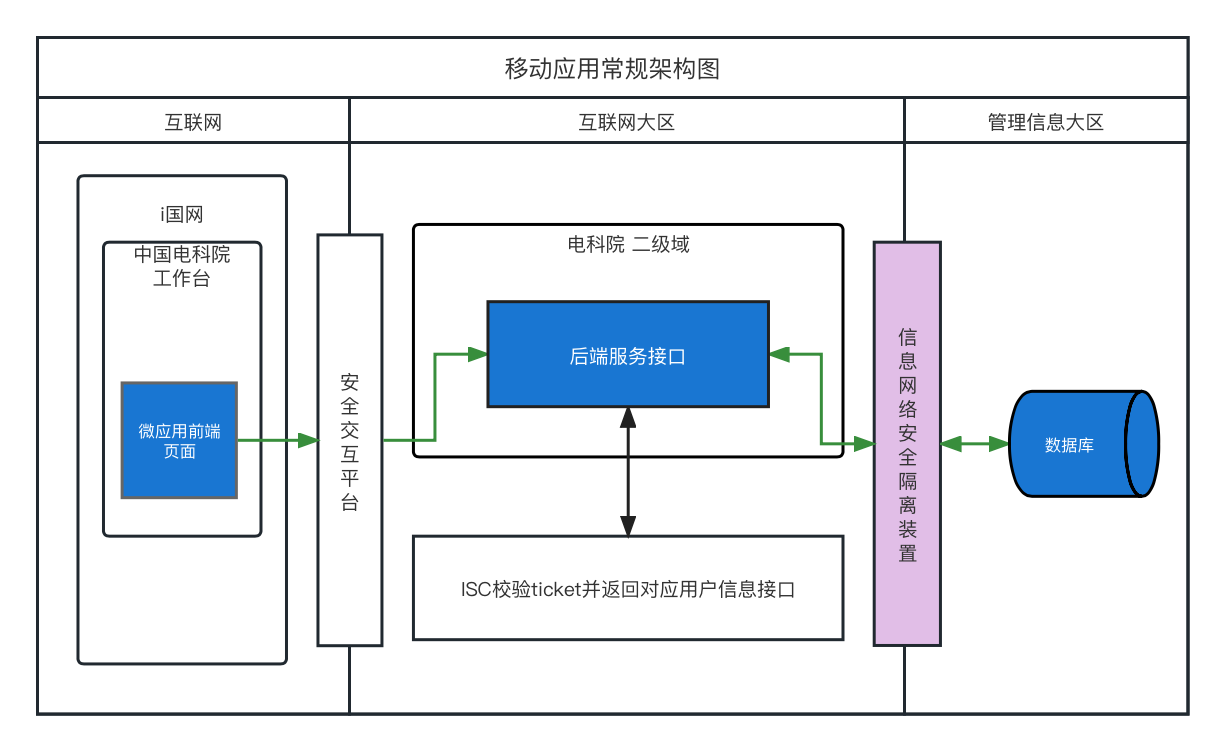 移动应用常规架构图
互联网
互联网大区
管理信息大区
i国网
中国电科院
工作台
微应用前端
页面
安全交互平台
电科院 二级域
后端服务接口
ISC校验ticket并返回对应用户信息接口
信息网络安全隔离装置
数据库